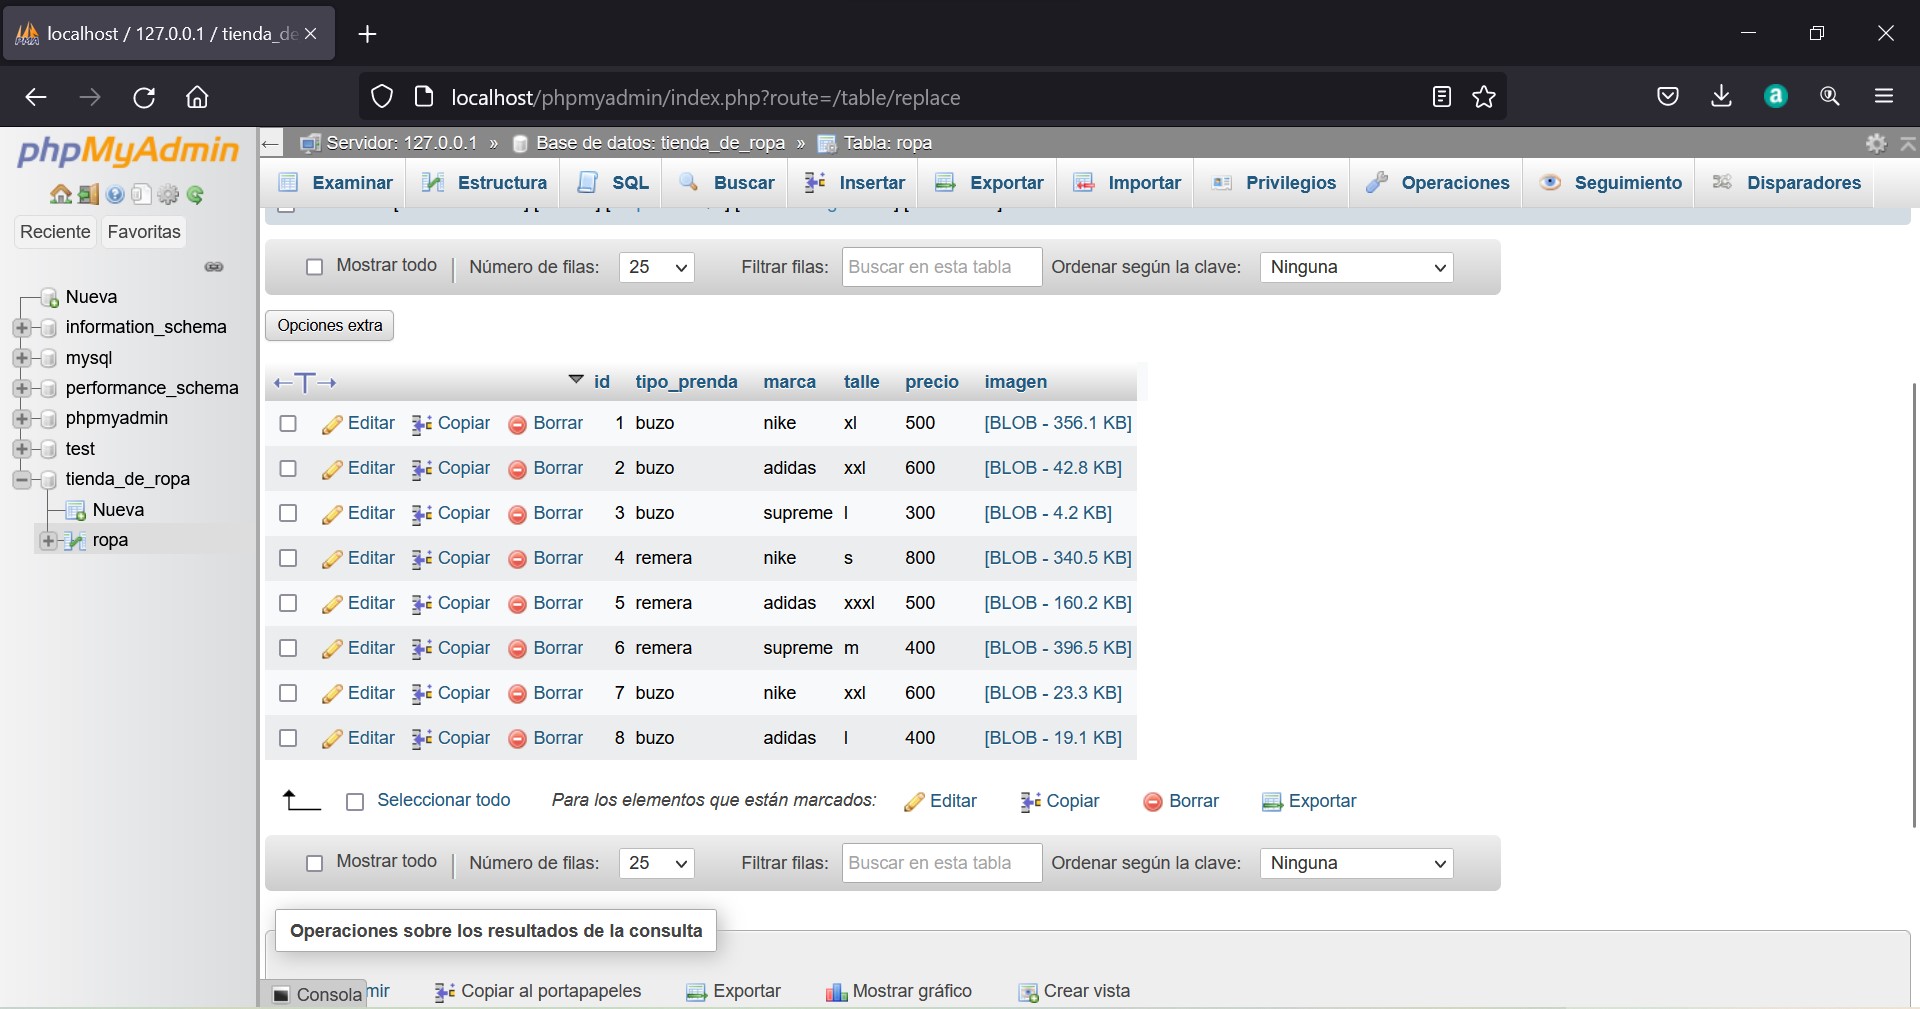 localhost / 127.0.0.1 / tienda_de
localhost/phpmyadmin/index.php?route=/table/replace
phpMyAdmin
Reciente Favoritas
Nueva
information_schema
mysql
performance_schema
phpmyadmin
test
tienda_de_ropa
Nueva
ropa
Servidor: 127.0.0.1 » Base de datos: tienda_de_ropa » Tabla: ropa
Examinar Estructura SQL Buscar Insertar Exportar Importar Privilegios Operaciones Seguimiento Disparadores
Mostrar todo Número de filas: 25 Filtrar filas: Buscar en esta tabla Ordenar según la clave: Ninguna
Opciones extra
id tipo_prenda marca talle precio imagen
Editar Copiar Borrar 1 buzo nike xl 500 [BLOB - 356.1 KB]
Editar Copiar Borrar 2 buzo adidas xxl 600 [BLOB - 42.8 KB]
Editar Copiar Borrar 3 buzo supreme l 300 [BLOB - 4.2 KB]
Editar Copiar Borrar 4 remera nike s 800 [BLOB - 340.5 KB]
Editar Copiar Borrar 5 remera adidas xxxl 500 [BLOB - 160.2 KB]
Editar Copiar Borrar 6 remera supreme m 400 [BLOB - 396.5 KB]
Editar Copiar Borrar 7 buzo nike xxl 600 [BLOB - 23.3 KB]
Editar Copiar Borrar 8 buzo adidas l 400 [BLOB - 19.1 KB]
Seleccionar todo Para los elementos que están marcados: Editar Copiar Borrar Exportar
Mostrar todo Número de filas: 25 Filtrar filas: Buscar en esta tabla Ordenar según la clave: Ninguna
Operaciones sobre los resultados de la consulta
Consola mir Copiar al portapapeles Exportar Mostrar gráfico Crear vista